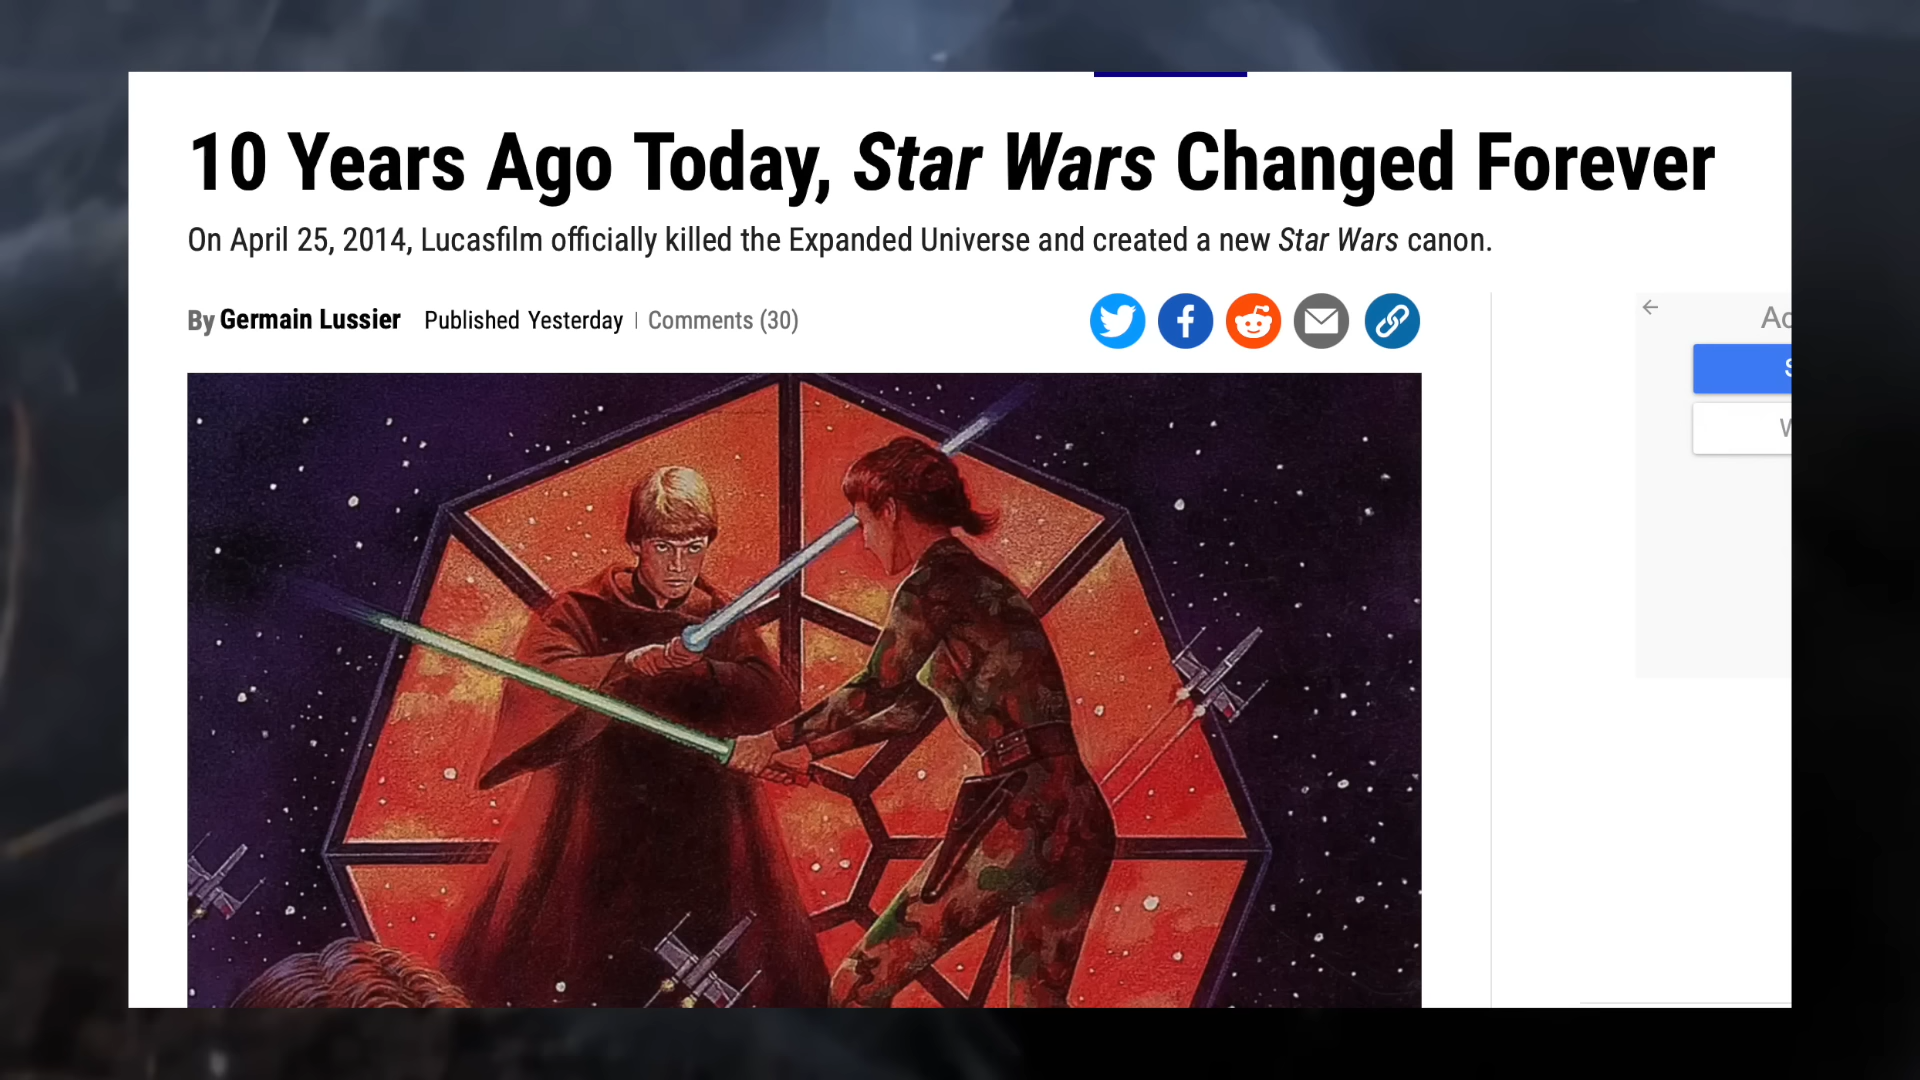 10 Years Ago Today, Star Wars Changed Forever
On April 25, 2014, Lucasfilm officially killed the Expanded Universe and created a new Star Wars canon.
By Germain Lussier Published Yesterday | Comments (30)